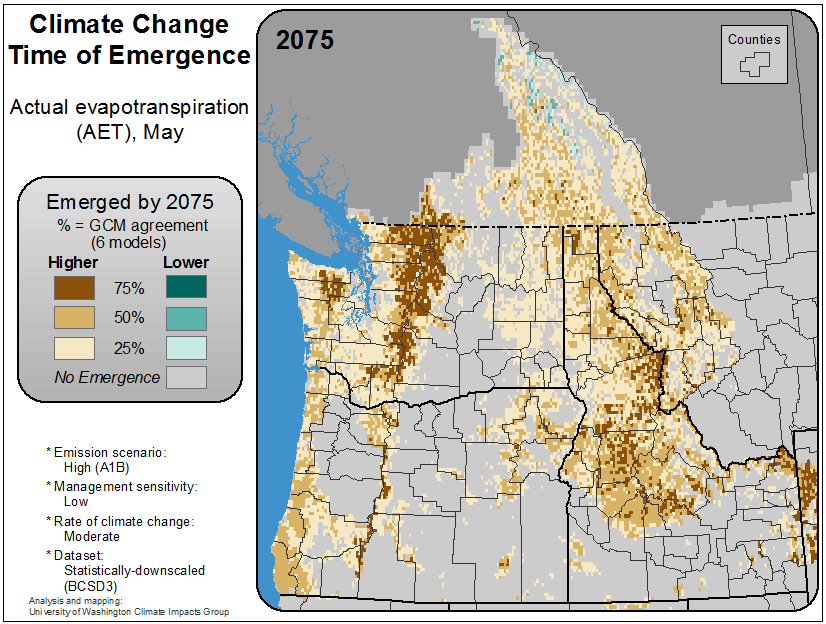 Climate Change
Time of Emergence
Actual evapotranspiration
(AET), May
Emerged by 2075
% = GCM agreement
(6 models)
Higher Lower
75%
50%
25%
No Emergence
* Emission scenario:
High (A1B)
* Management sensitivity:
Low
* Rate of climate change:
Moderate
* Dataset:
Statistically-downscaled
(BCSD3)
Analysis and mapping:
University of Washington Climate Impacts Group
2075
Counties